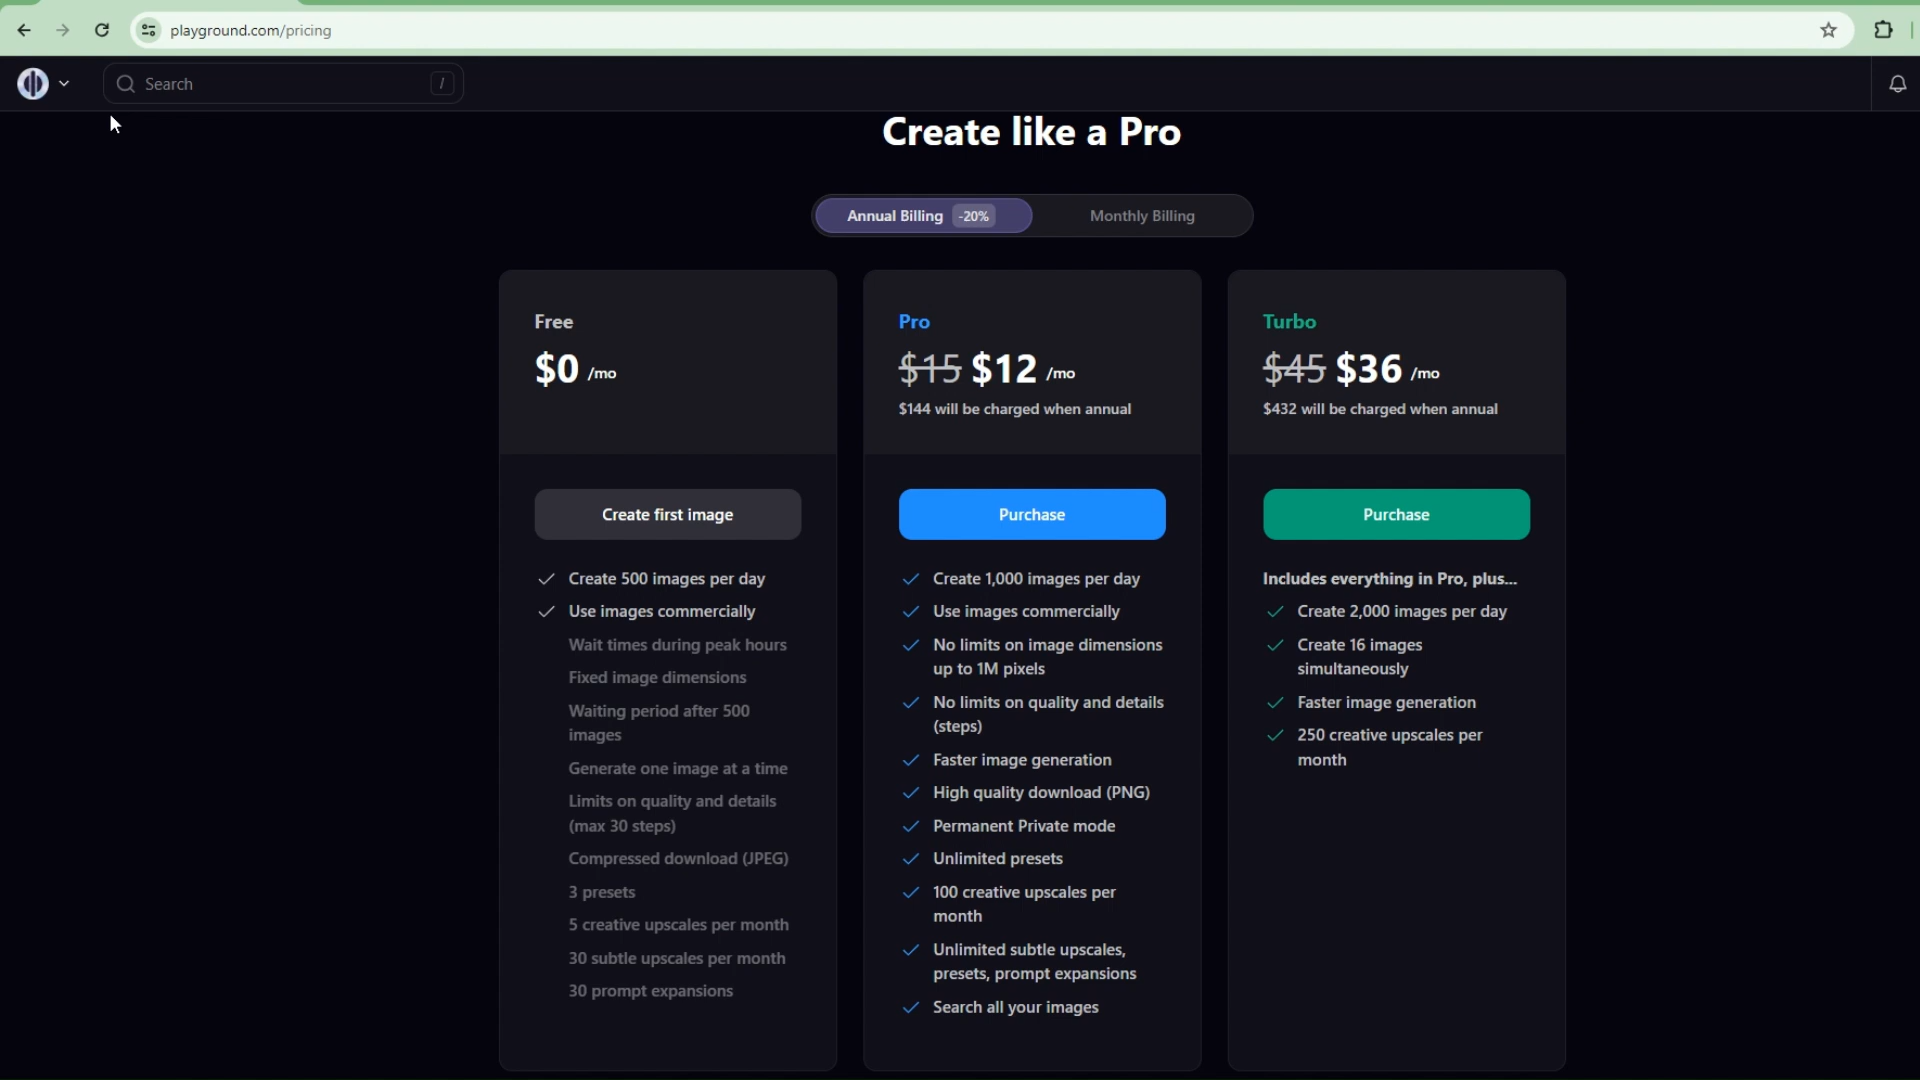 playground.com/pricing
Search /
Create like a Pro
Annual Billing -20% Monthly Billing
Free
$0 /mo
Create first image
Create 500 images per day
Use images commercially
Wait times during peak hours
Fixed image dimensions
Waiting period after 500
images
Generate one image at a time
Limits on quality and details
(max 30 steps)
Compressed download (JPEG)
3 presets
5 creative upscales per month
30 subtle upscales per month
30 prompt expansions
Pro
$15 $12 /mo
$144 will be charged when annual
Purchase
Create 1,000 images per day
Use images commercially
No limits on image dimensions
up to 1M pixels
No limits on quality and details
(steps)
Faster image generation
High quality download (PNG)
Permanent Private mode
Unlimited presets
100 creative upscales per
month
Unlimited subtle upscales,
presets, prompt expansions
Search all your images
Turbo
$45 $36 /mo
$432 will be charged when annual
Purchase
Includes everything in Pro, plus...
Create 2,000 images per day
Create 16 images
simultaneously
Faster image generation
250 creative upscales per
month